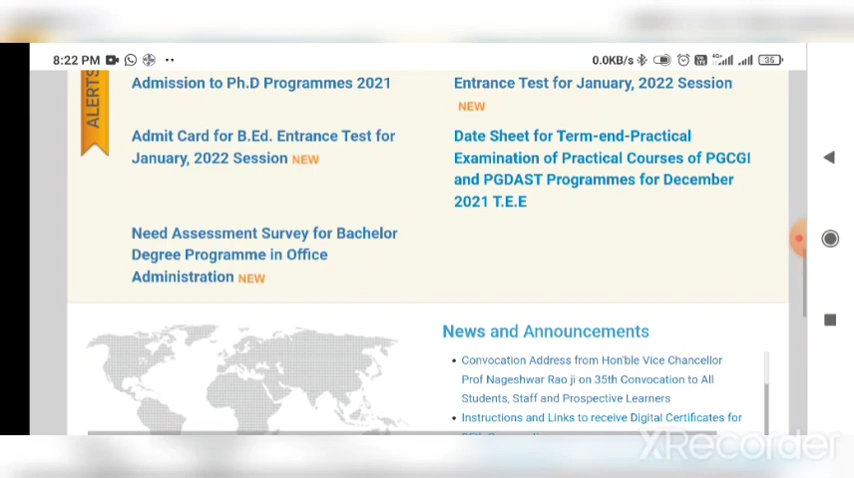 8:22 PM
0.0KB/s
4G+
35
ALERTS
Admission to Ph.D Programmes 2021
Entrance Test for January, 2022 Session
NEW
Admit Card for B.Ed. Entrance Test for
January, 2022 Session NEW
Date Sheet for Term-end-Practical
Examination of Practical Courses of PGCGI
and PGDAST Programmes for December
2021 T.E.E
Need Assessment Survey for Bachelor
Degree Programme in Office
Administration NEW
News and Announcements
• Convocation Address from Hon'ble Vice Chancellor
Prof Nageshwar Rao ji on 35th Convocation to All
Students, Staff and Prospective Learners
• Instructions and Links to receive Digital Certificates for
XRecorder